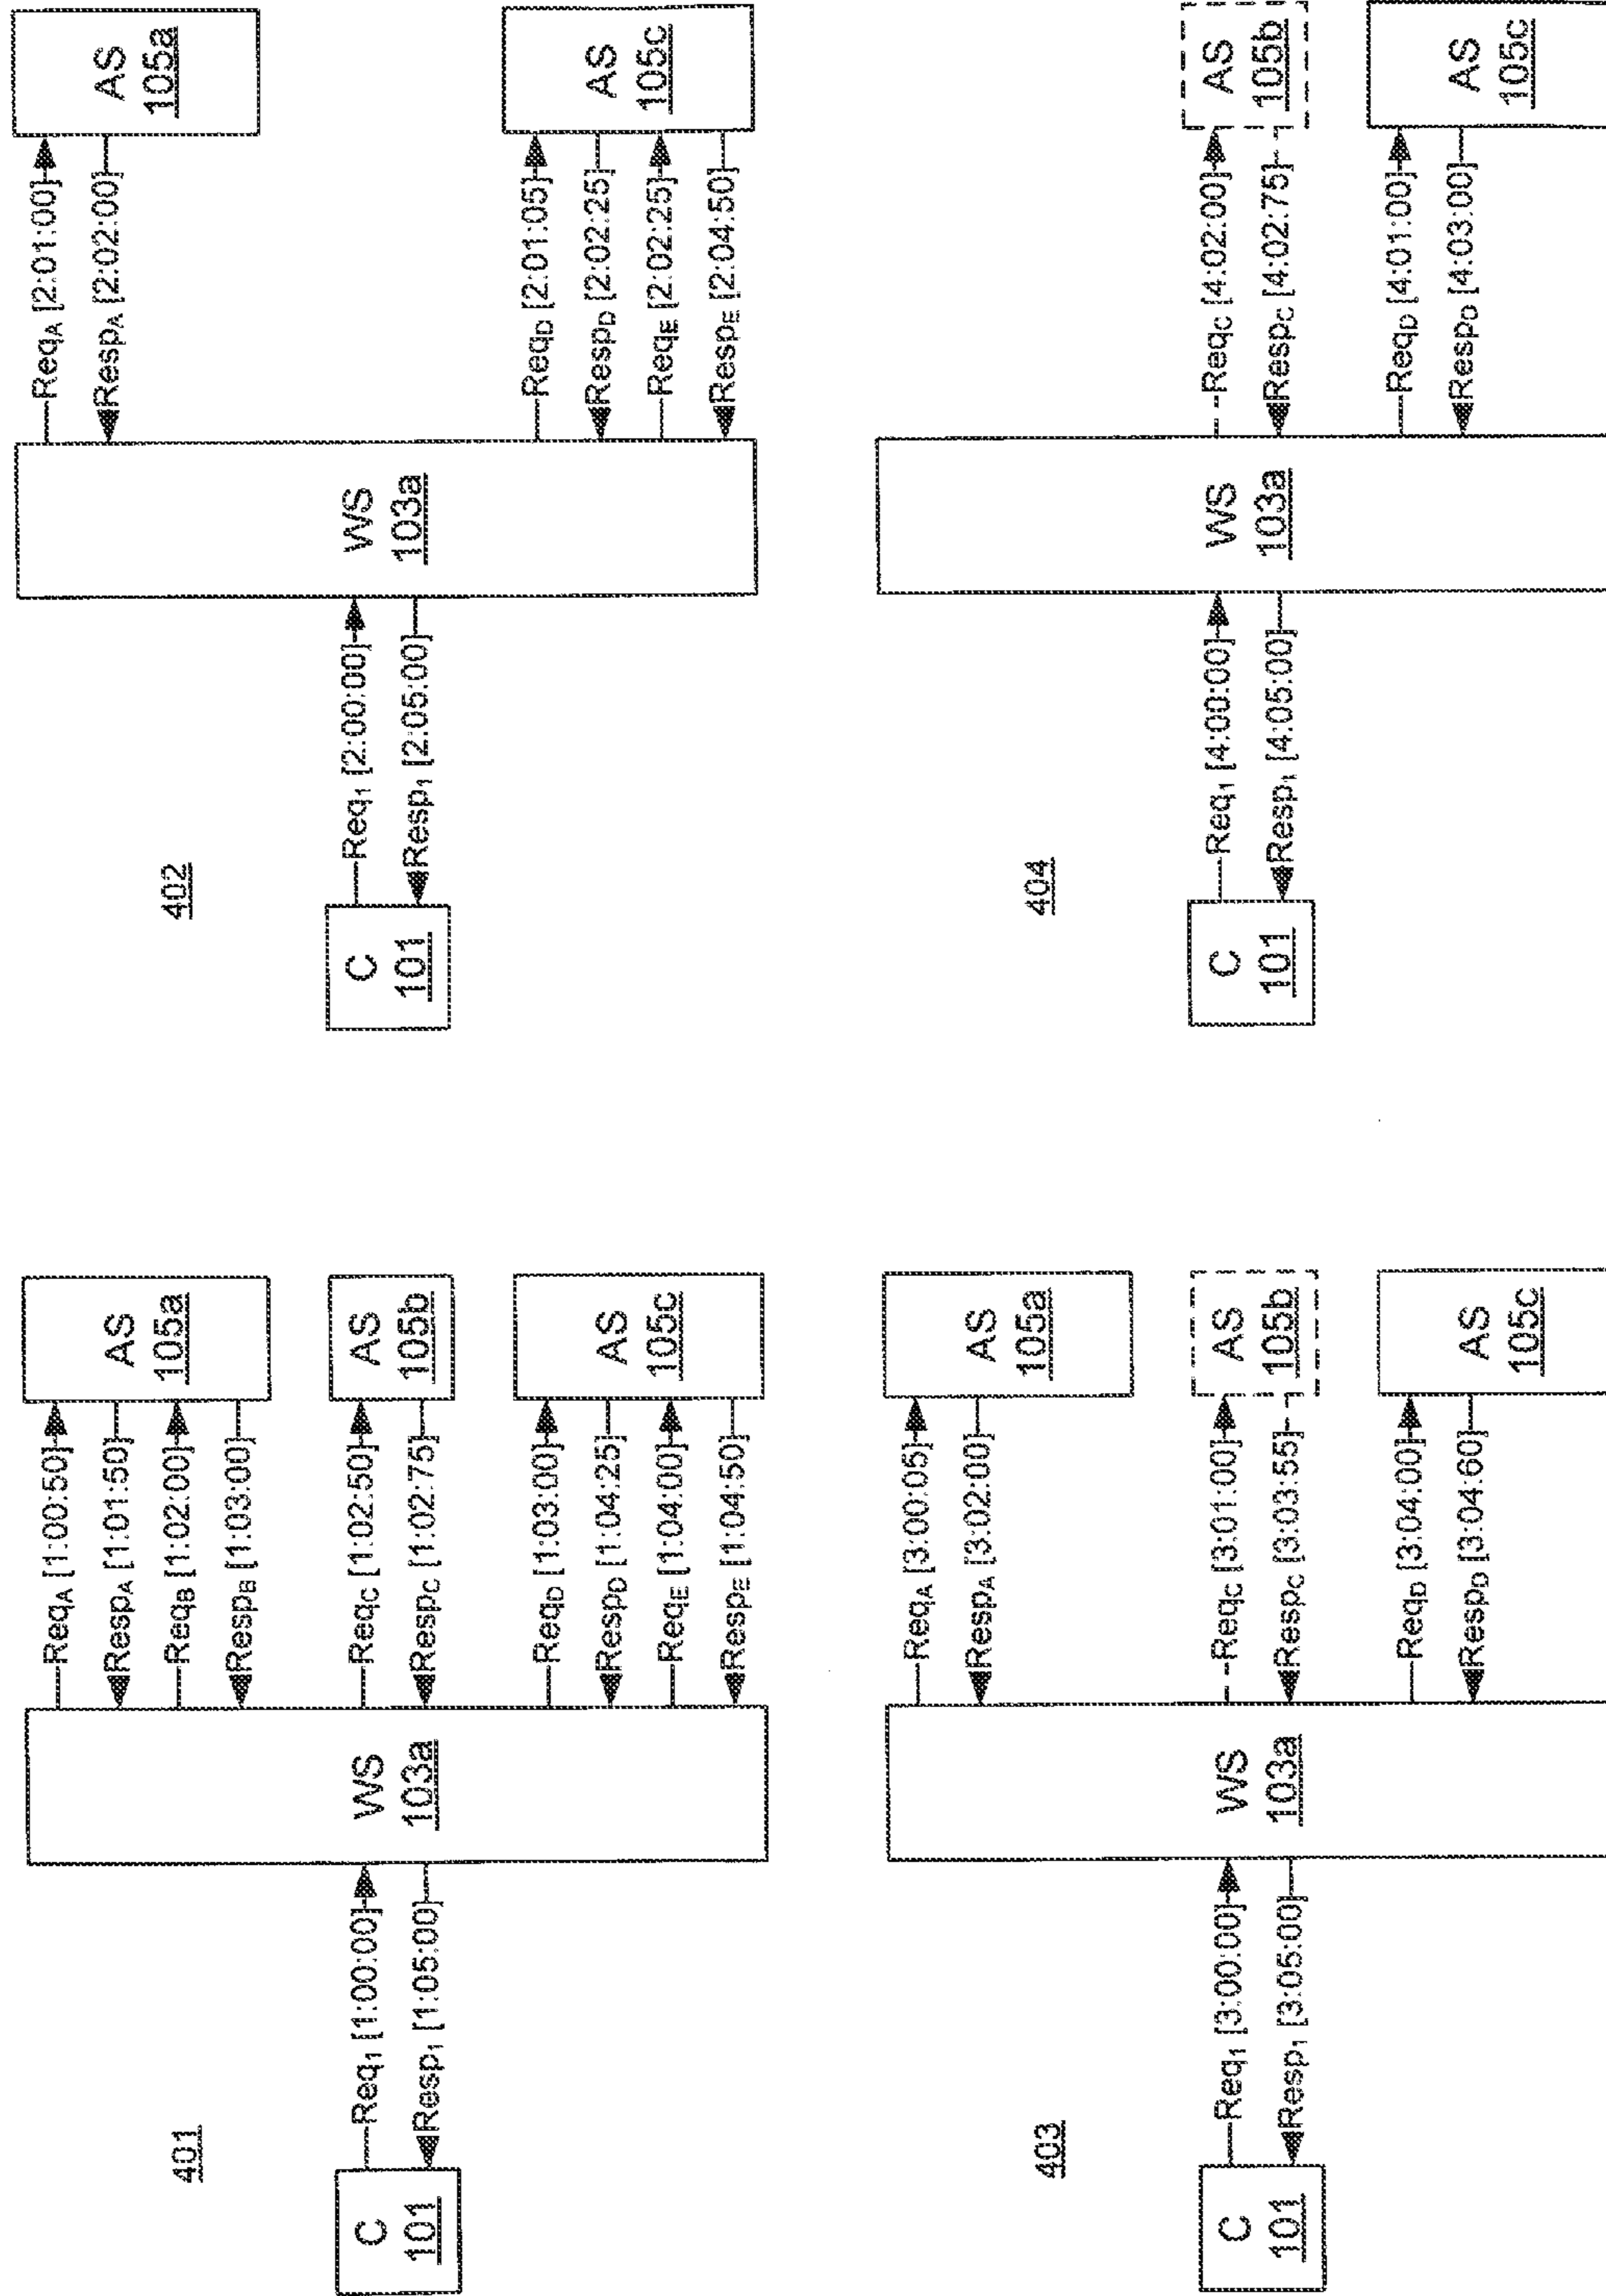 401
C
101
Req1 [1:00:00]
Resp1 [1:05:00]
WS
103a
ReqA [1:00:50]
RespA [1:01:50]
ReqB [1:02:00]
RespB [1:03:00]
ReqC [1:02:50]
RespC [1:02:75]
ReqD [1:03:00]
RespD [1:04:25]
ReqE [1:04:00]
RespE [1:04:50]
AS
105a
AS
105b
AS
105c
402
C
101
Req1 [2:00:00]
Resp1 [2:05:00]
WS
103a
ReqA [2:01:00]
RespA [2:02:00]
ReqD [2:01:05]
RespD [2:02:25]
ReqE [2:02:25]
RespE [2:04:50]
AS
105a
AS
105c
403
C
101
Req1 [3:00:00]
Resp1 [3:05:00]
WS
103a
ReqA [3:00:05]
RespA [3:02:00]
ReqC [3:01:00]
RespC [3:03:55]
ReqD [3:04:00]
RespD [3:04:60]
AS
105a
AS
105b
AS
105c
404
C
101
Req1 [4:00:00]
Resp1 [4:05:00]
WS
103a
ReqC [4:02:00]
RespC [4:02:75]
ReqD [4:01:00]
RespD [4:03:00]
AS
105b
AS
105c